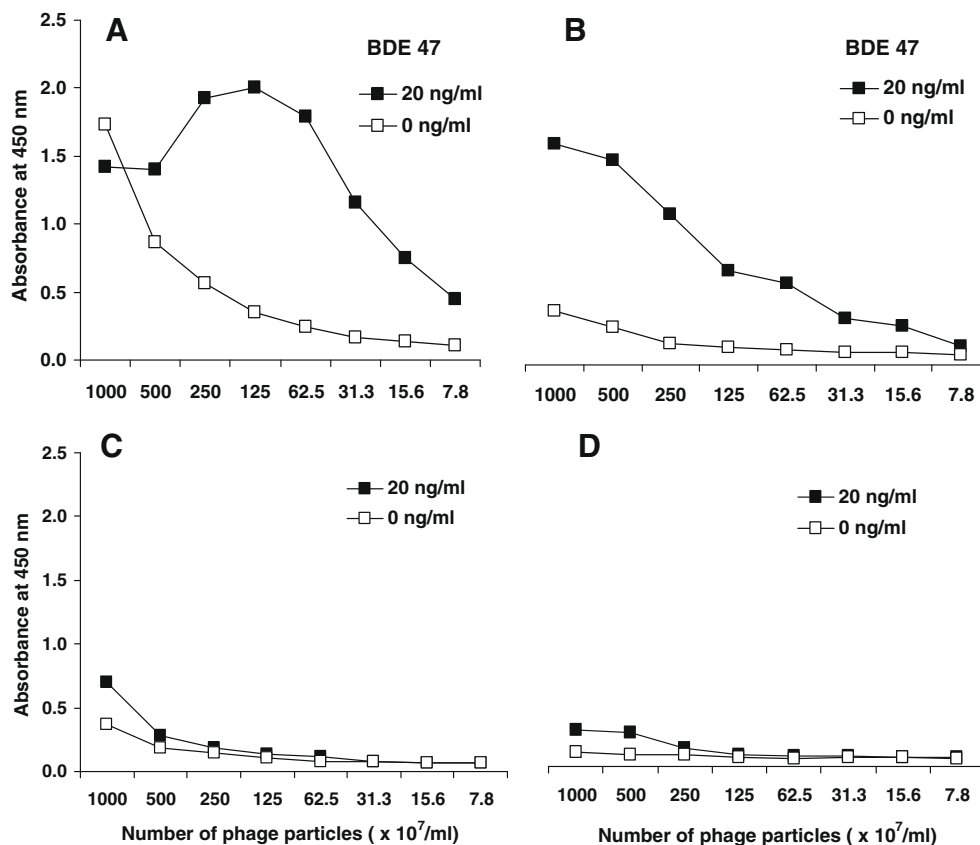 A
BDE 47
20 ng/ml
0 ng/ml
Absorbance at 450 nm
2.5
2.0
1.5
1.0
0.5
0.0
1000 500 250 125 62.5 31.3 15.6 7.8
B
BDE 47
20 ng/ml
0 ng/ml
1000 500 250 125 62.5 31.3 15.6 7.8
C
20 ng/ml
0 ng/ml
Absorbance at 450 nm
2.5
2.0
1.5
1.0
0.5
0.0
1000 500 250 125 62.5 31.3 15.6 7.8
Number of phage particles ( x 10⁷/ml)
D
20 ng/ml
0 ng/ml
1000 500 250 125 62.5 31.3 15.6 7.8
Number of phage particles ( x 10⁷/ml)